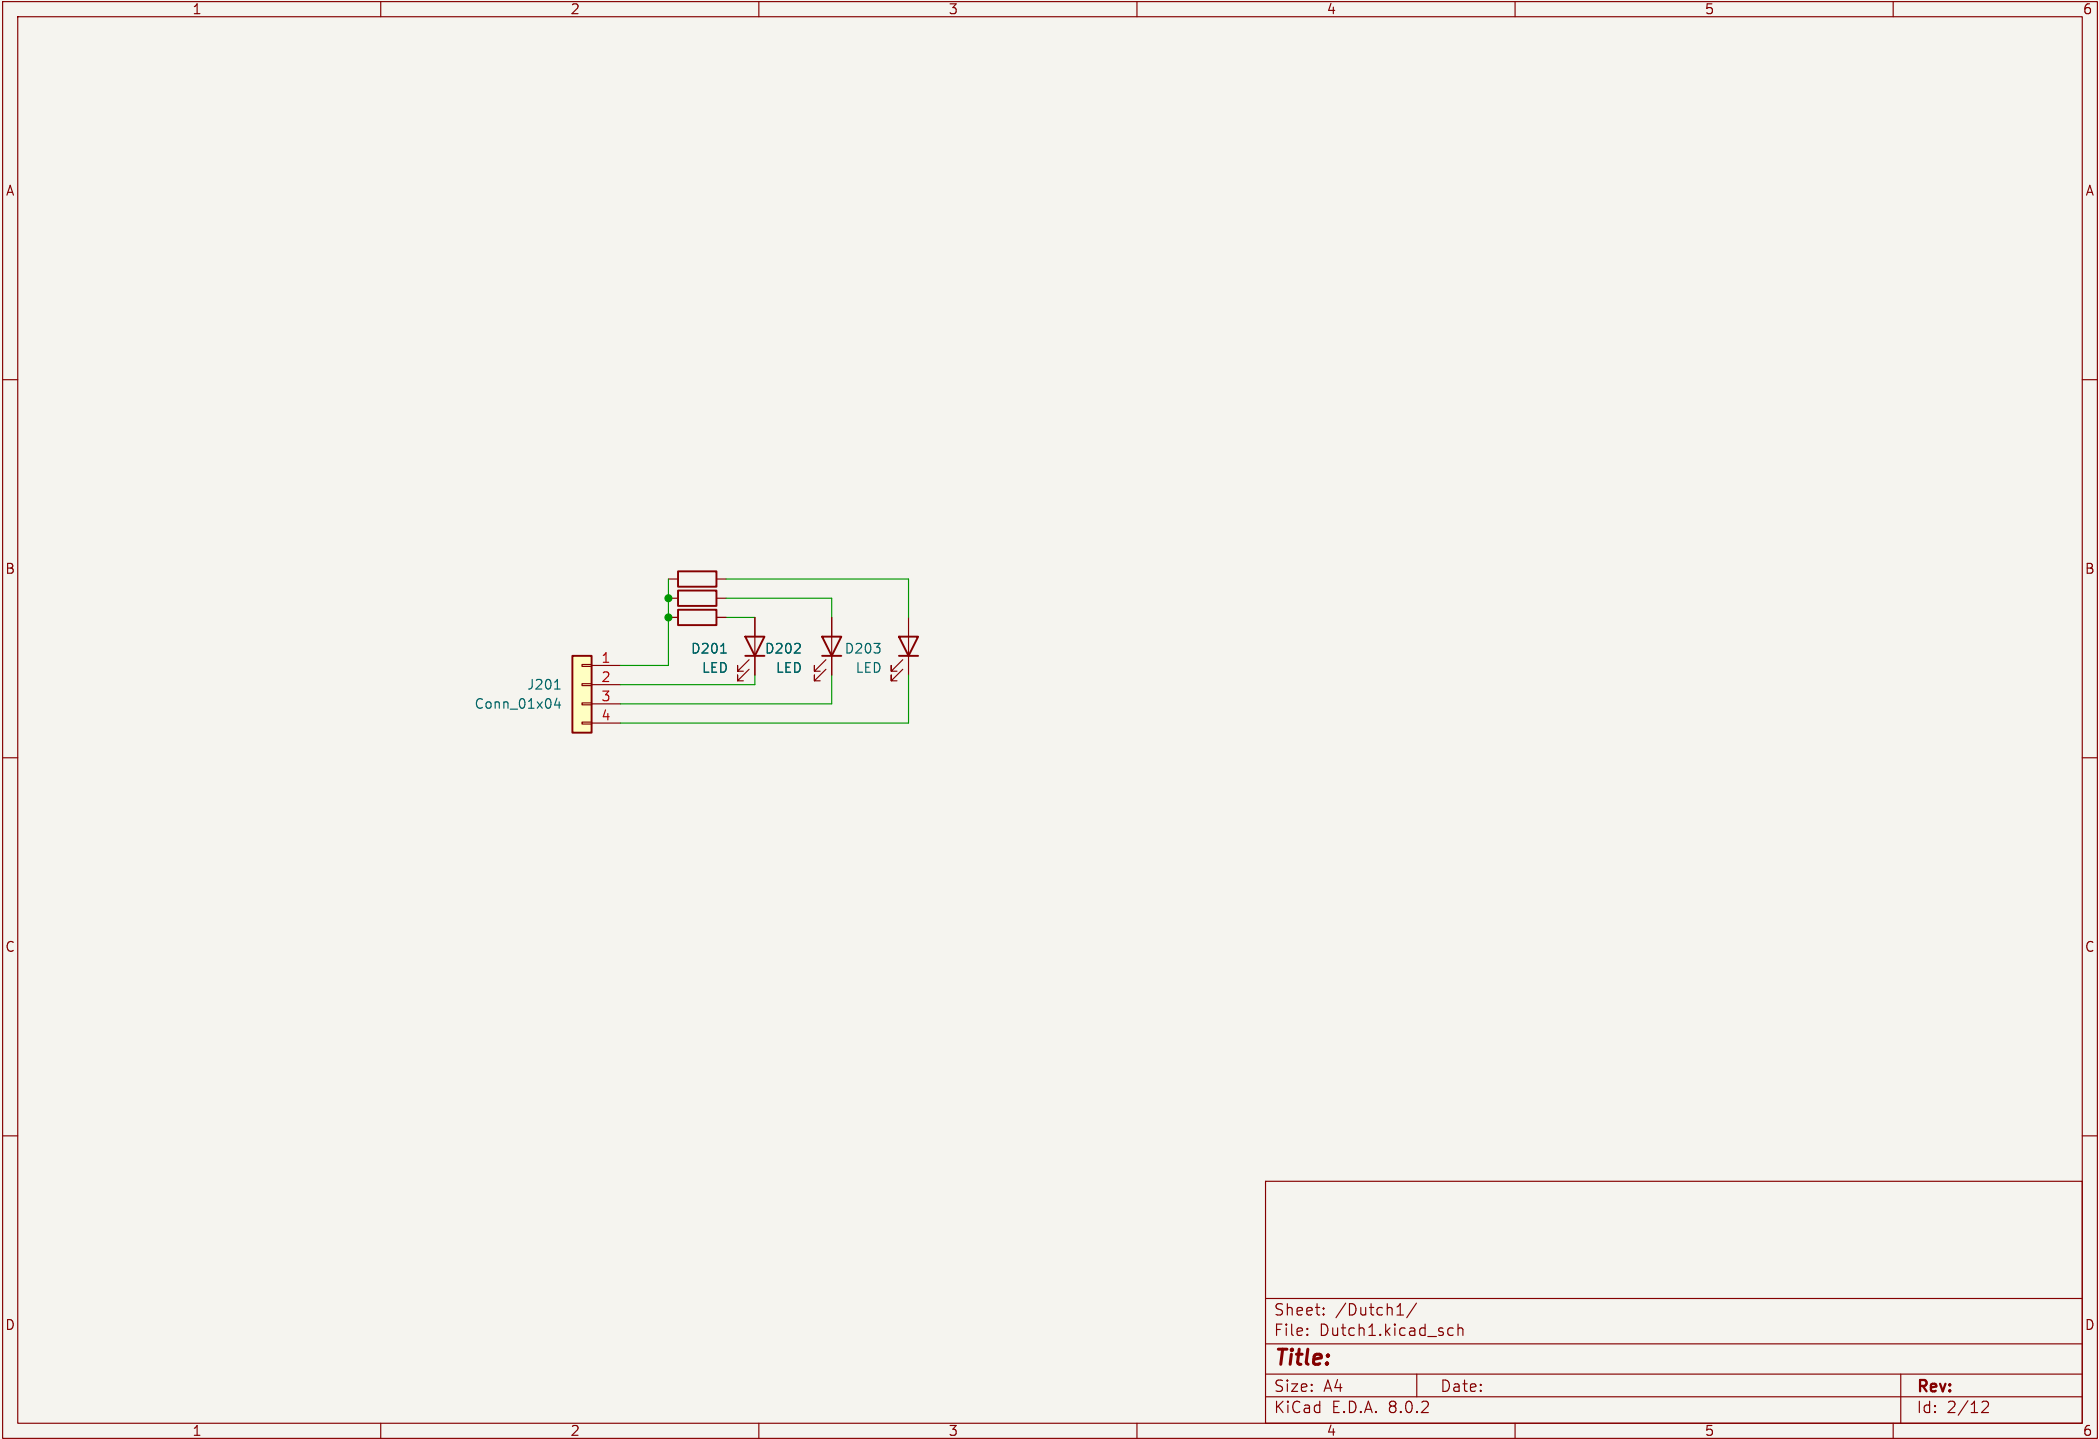 1 2 3 4 5 6
A A
B B
D201 D202 D203
LED LED LED
J201
Conn_01x04
1
2
3
4
C C
Sheet: /Dutch1/
File: Dutch1.kicad_sch
D D
Title:
Size: A4 Date: Rev:
KiCad E.D.A. 8.0.2 Id: 2/12
1 2 3 4 5 6